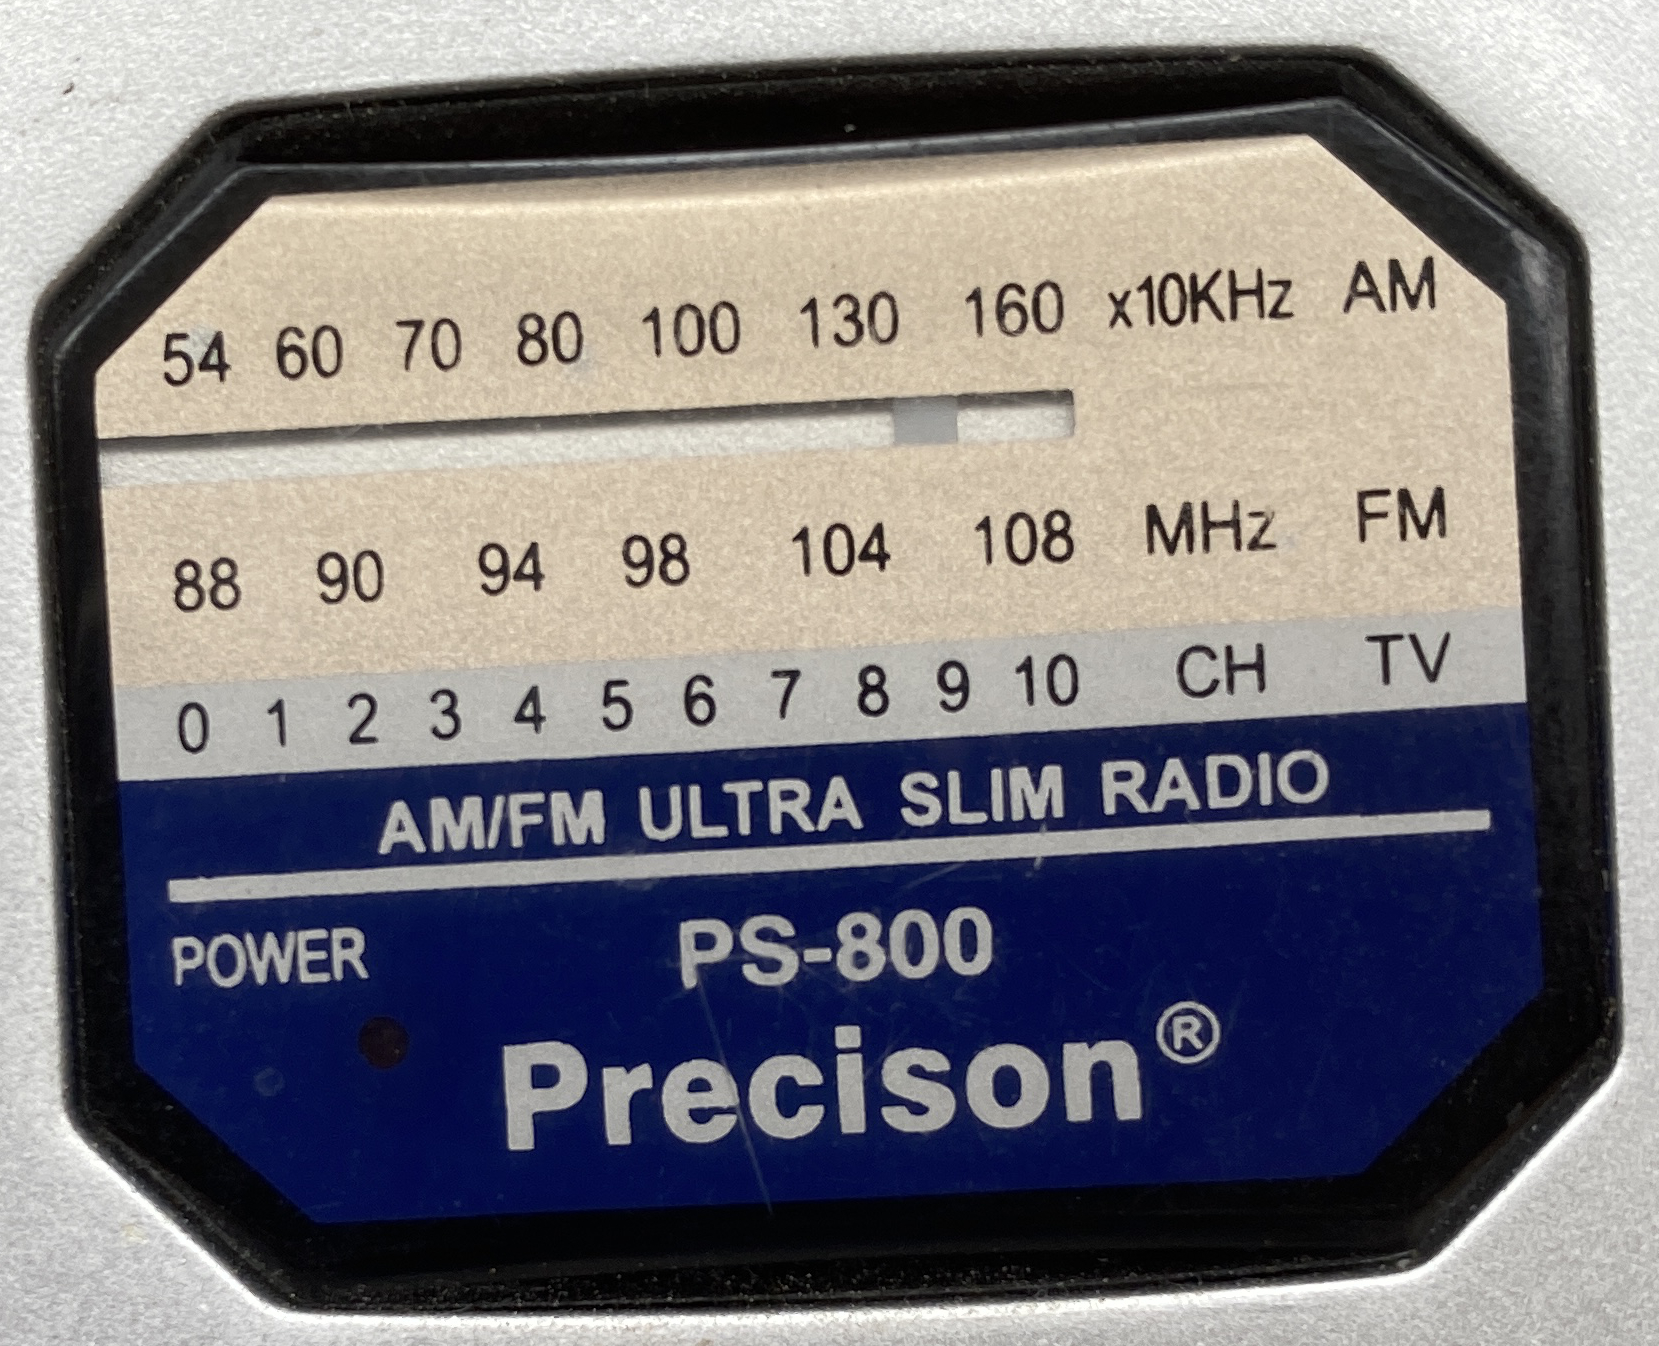 54 60 70 80 100 130 160 x10KHz AM
88 90 94 98 104 108 MHz FM
0 1 2 3 4 5 6 7 8 9 10 CH TV
AM/FM ULTRA SLIM RADIO
POWER PS-800
Precison®